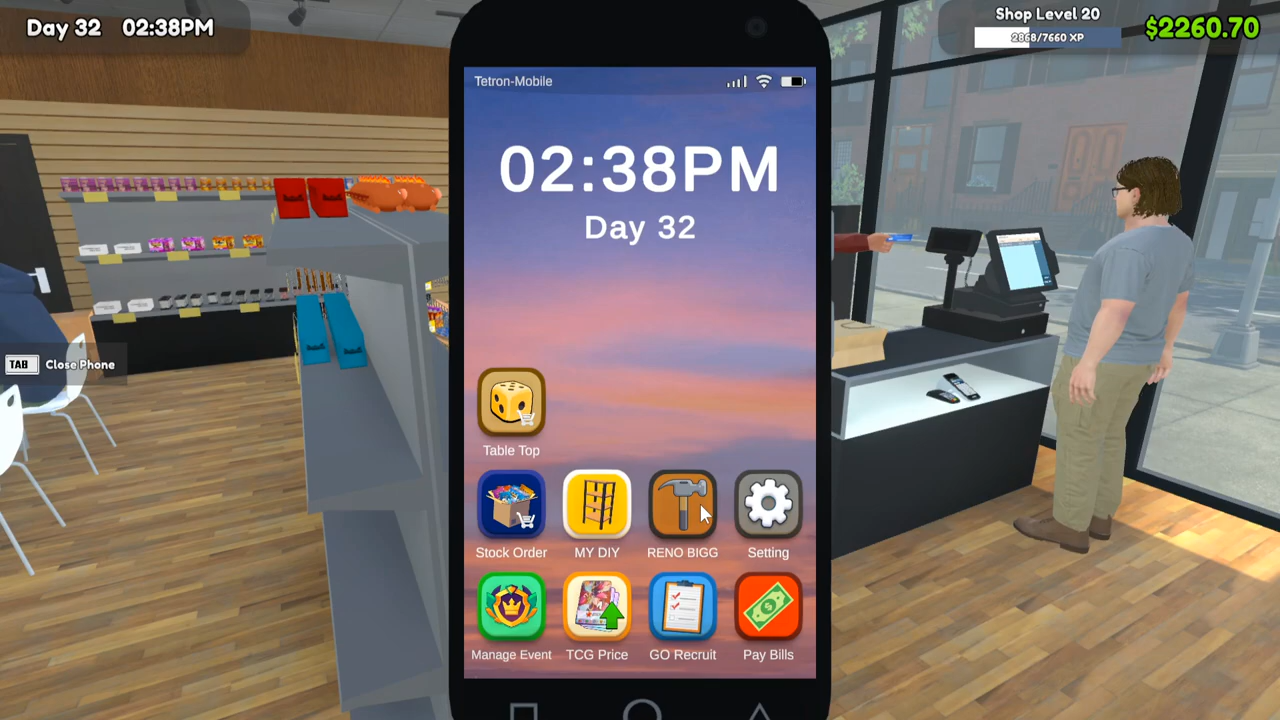 Day 32 02:38PM
Shop Level 20
2868/7660 XP
$2260.70
Tetron-Mobile
02:38PM
Day 32
TAB Close Phone
Table Top
Stock Order
MY DIY
RENO BIGG
Setting
Manage Event
TCG Price
GO Recruit
Pay Bills